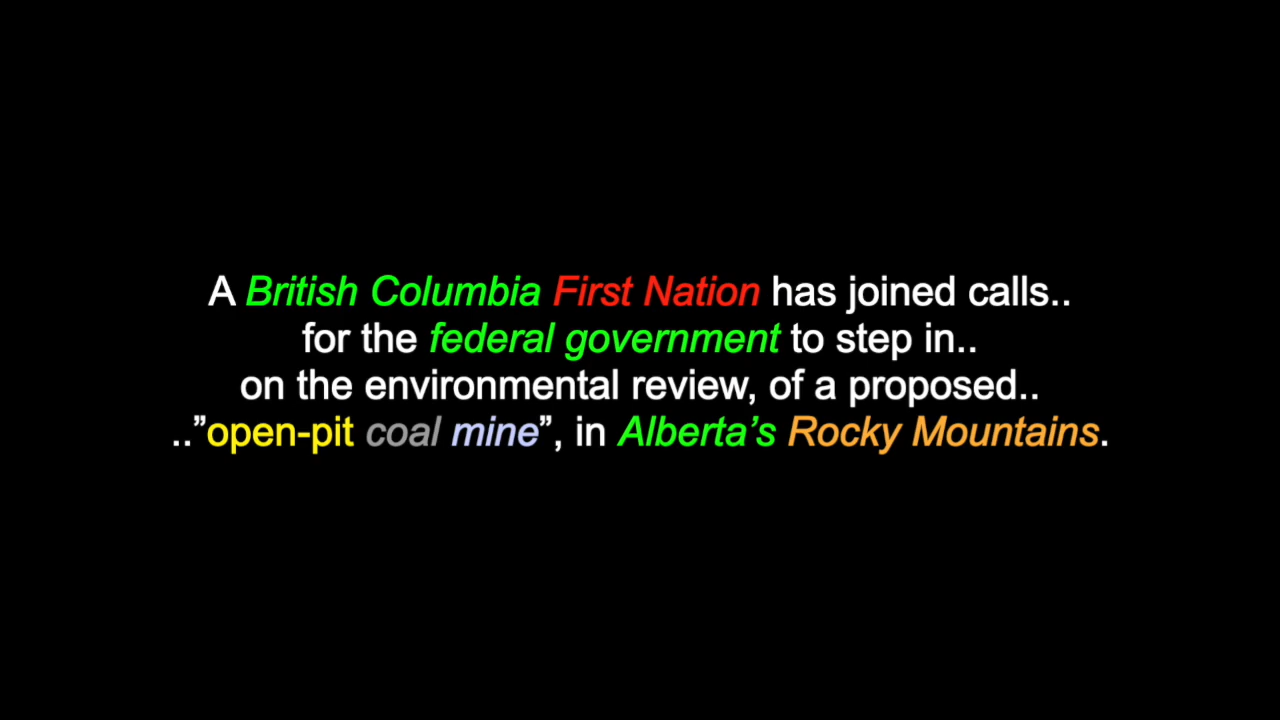 A British Columbia First Nation has joined calls..
for the federal government to step in..
on the environmental review, of a proposed..
..”open-pit coal mine”, in Alberta’s Rocky Mountains.